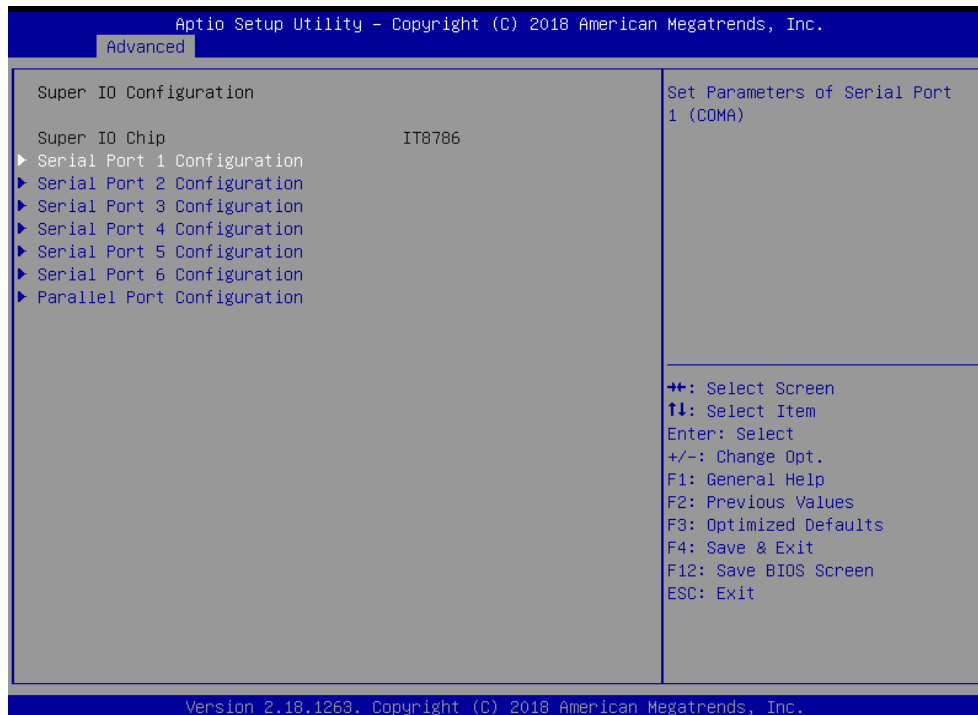 Aptio Setup Utility – Copyright (C) 2018 American Megatrends, Inc.
Advanced
Super IO Configuration
Super IO Chip IT8786
Serial Port 1 Configuration
Serial Port 2 Configuration
Serial Port 3 Configuration
Serial Port 4 Configuration
Serial Port 5 Configuration
Serial Port 6 Configuration
Parallel Port Configuration
Set Parameters of Serial Port
1 (COMA)
→←: Select Screen
↑↓: Select Item
Enter: Select
+/-: Change Opt.
F1: General Help
F2: Previous Values
F3: Optimized Defaults
F4: Save & Exit
F12: Save BIOS Screen
ESC: Exit
Version 2.18.1263. Copyright (C) 2018 American Megatrends, Inc.